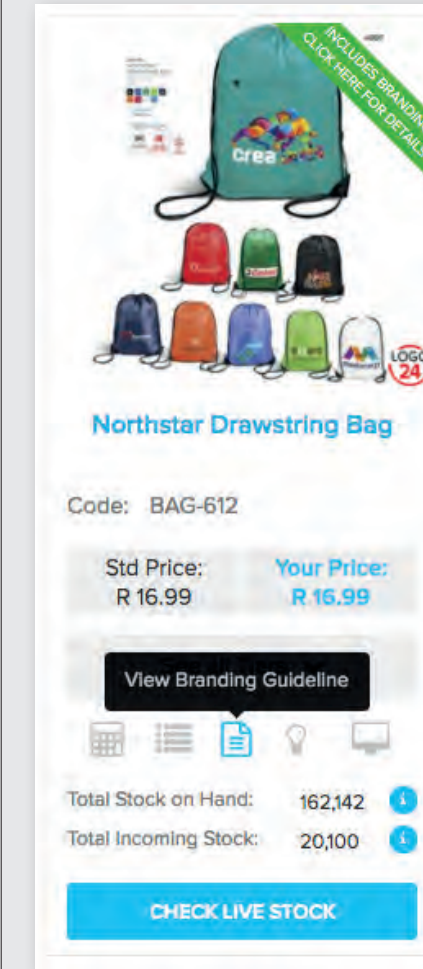 INCLUDES BRANDIN
CLICK HERE FOR DETAILS
crea
LOGO
24
Northstar Drawstring Bag
Code: BAG-612
Std Price:
Your Price:
R 16.99
R 16.99
View Branding Guideline
Total Stock on Hand: 162,142
Total Incoming Stock: 20,100
CHECK LIVE STOCK